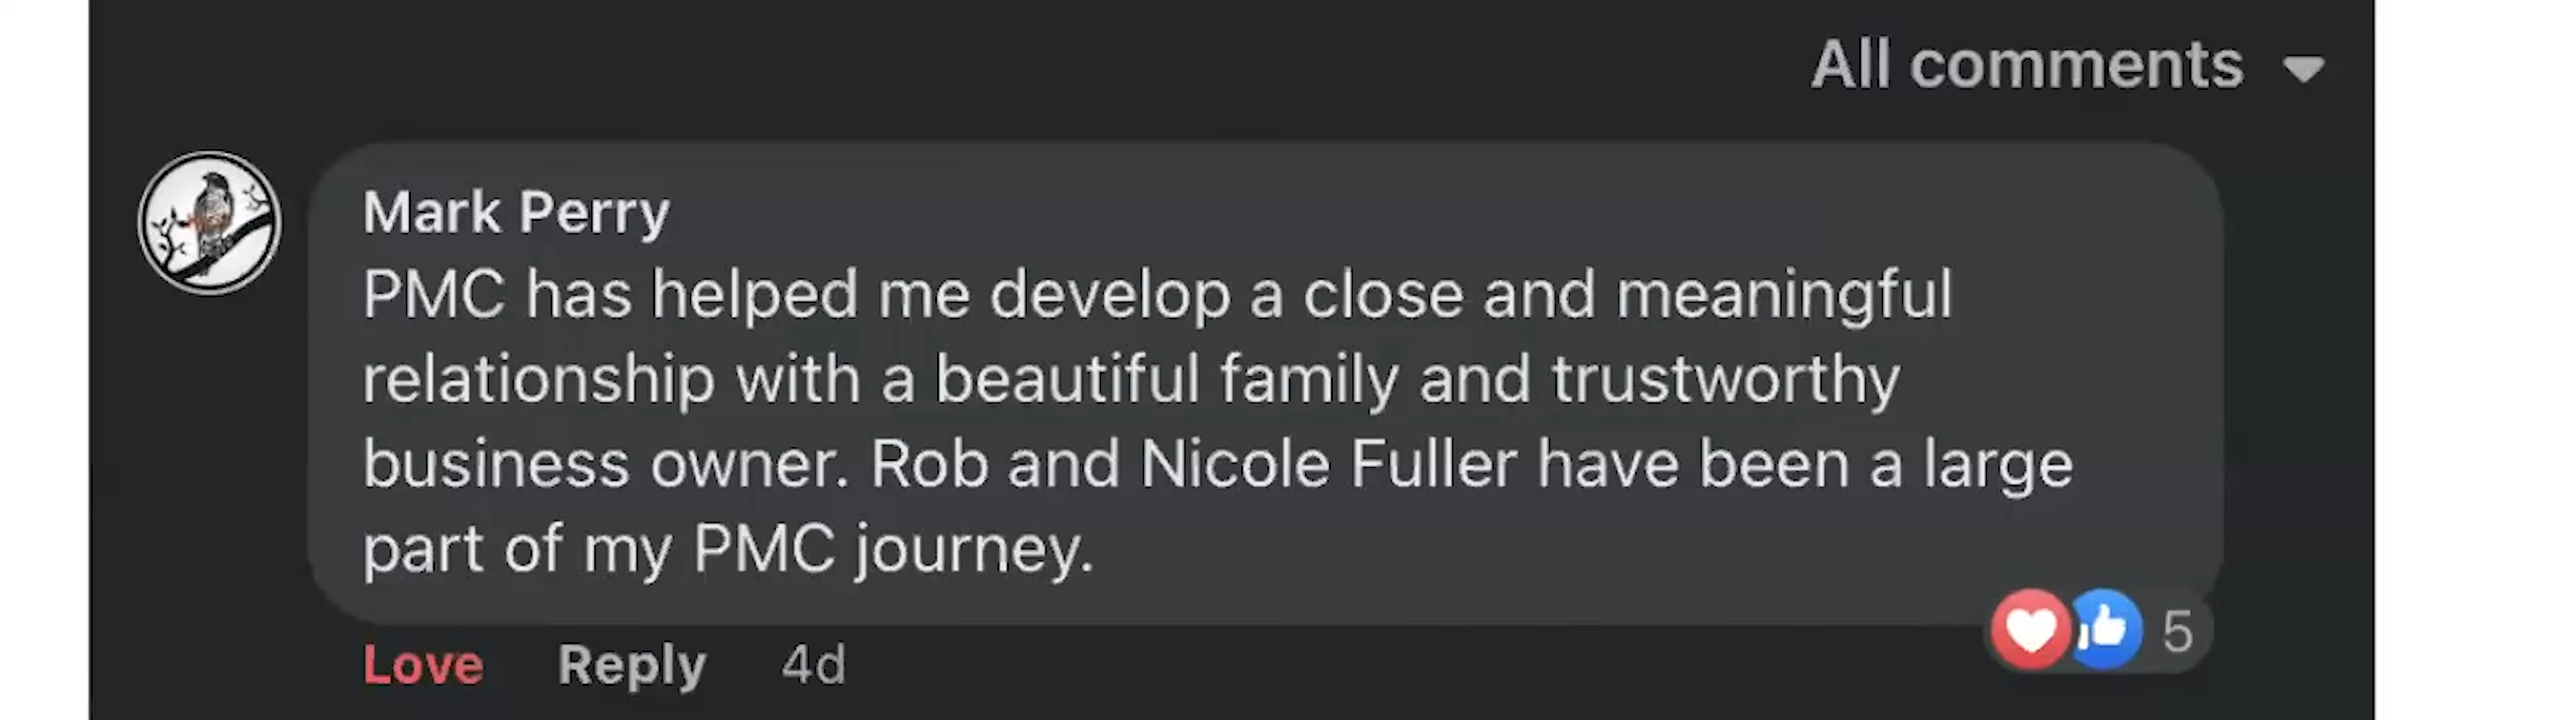 All comments
Mark Perry
PMC has helped me develop a close and meaningful
relationship with a beautiful family and trustworthy
business owner. Rob and Nicole Fuller have been a large
part of my PMC journey.
5
Love Reply 4d